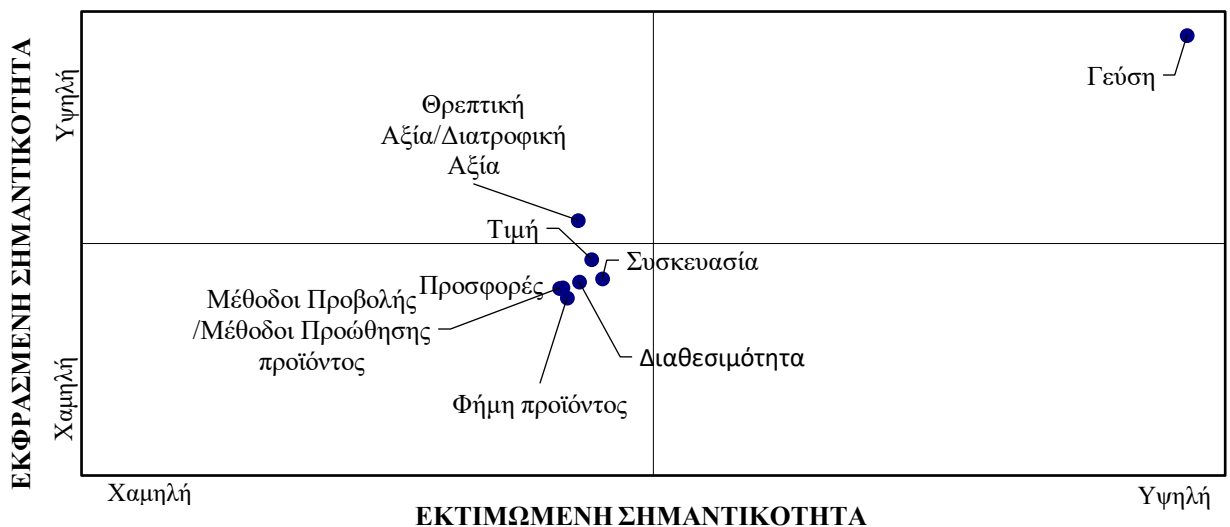 ΕΚΦΡΑΣΜΕΝΗ ΣΗΜΑΝΤΙΚΟΤΗΤΑ
Υψηλή
Χαμηλή
Γεύση
Θρεπτική
Αξία/Διατροφική
Αξία
Τιμή
Συσκευασία
Προσφορές
Μέθοδοι Προβολής
/Μέθοδοι Προώθησης
προϊόντος
Διαθεσιμότητα
Φήμη προϊόντος
Χαμηλή
Υψηλή
ΕΚΤΙΜΩΜΕΝΗ ΣΗΜΑΝΤΙΚΟΤΗΤΑ